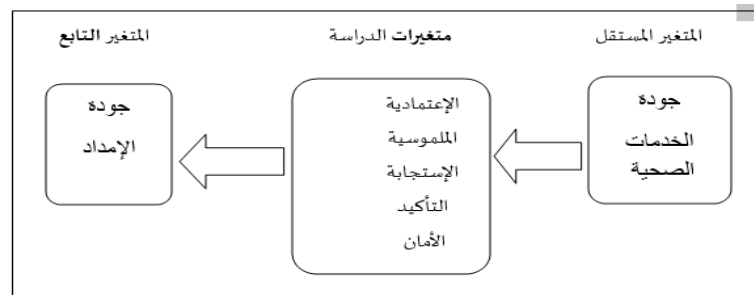 المتغير المستقل
متغيرات الدراسة
المتغير التابع
جودة
الخدمات
الصحية
الإعتمادية
الملموسية
الإستجابة
التأكيد
الأمان
جودة
الإمداد